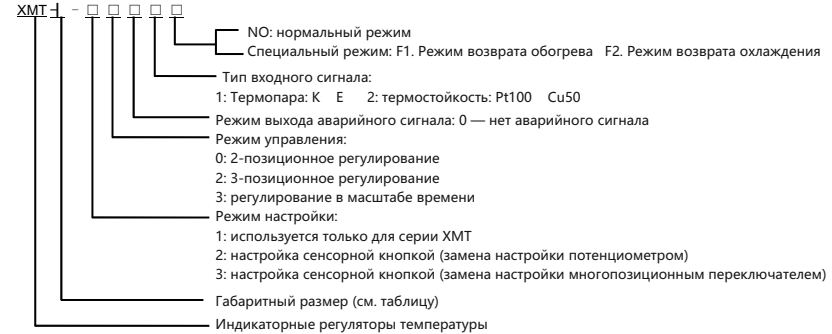 XMT - - □ □ □ □ □
NO: нормальный режим
Специальный режим: F1. Режим возврата обогрева F2. Режим возврата охлаждения
Тип входного сигнала:
1: Термопара: K E 2: термостойкость: Pt100 Cu50
Режим выхода аварийного сигнала: 0 — нет аварийного сигнала
Режим управления:
0: 2-позиционное регулирование
2: 3-позиционное регулирование
3: регулирование в масштабе времени
Режим настройки:
1: используется только для серии XMT
2: настройка сенсорной кнопкой (замена настройки потенциометром)
3: настройка сенсорной кнопкой (замена настройки многопозиционным переключателем)
Габаритный размер (см. таблицу)
Индикаторные регуляторы температуры